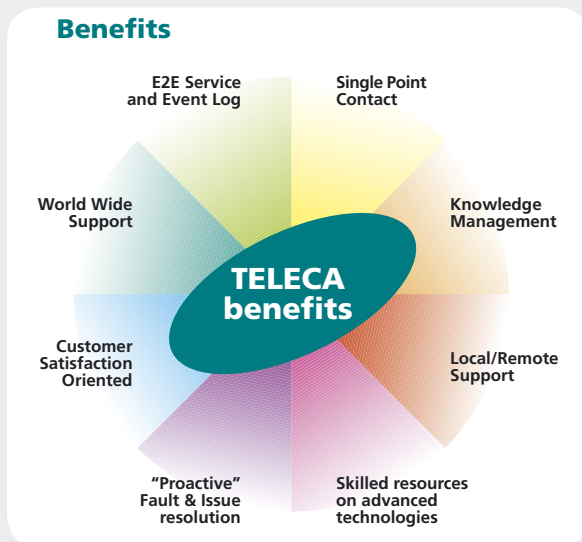 Benefits
E2E Service
and Event Log
Single Point
Contact
World Wide
Support
Knowledge
Management
TELECA
benefits
Customer
Satisfaction
Oriented
Local/Remote
Support
“Proactive”
Fault & Issue
resolution
Skilled resources
on advanced
technologies